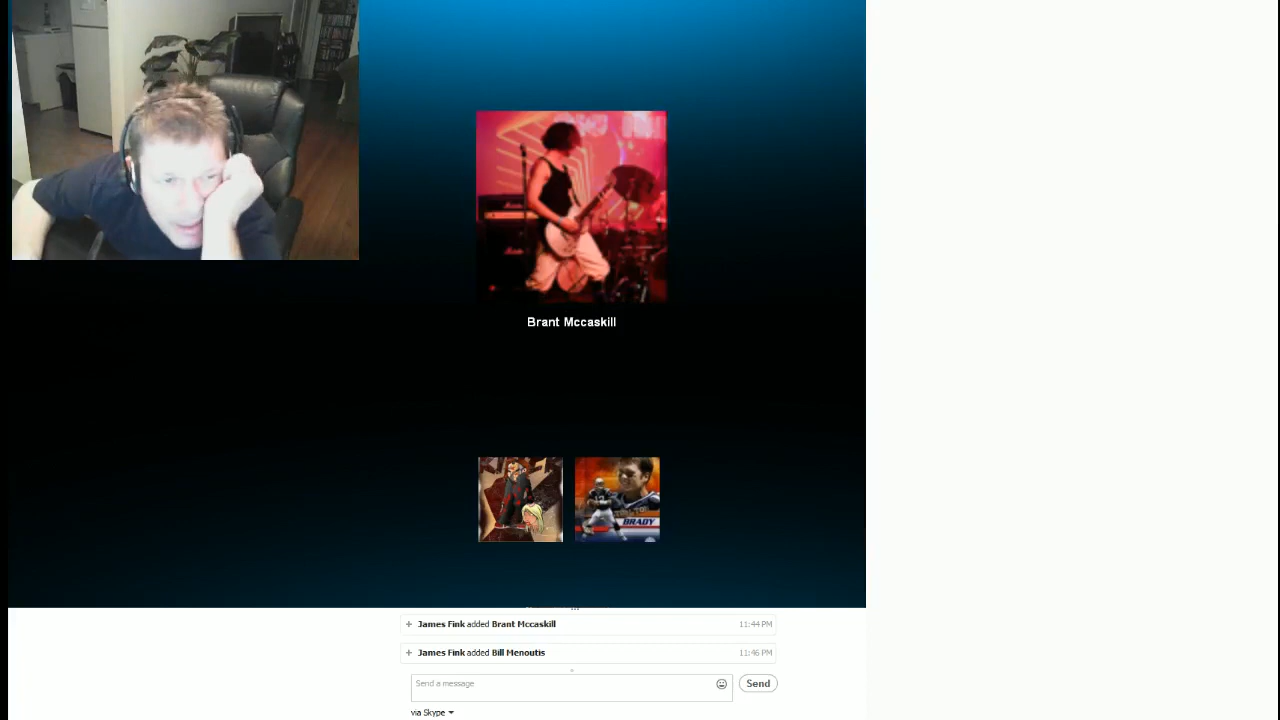 Brant Mccaskill
BRADY
James Fink added Brant Mccaskill
11:44 PM
James Fink added Bill Menoutis
11:46 PM
Send a message
Send
via Skype